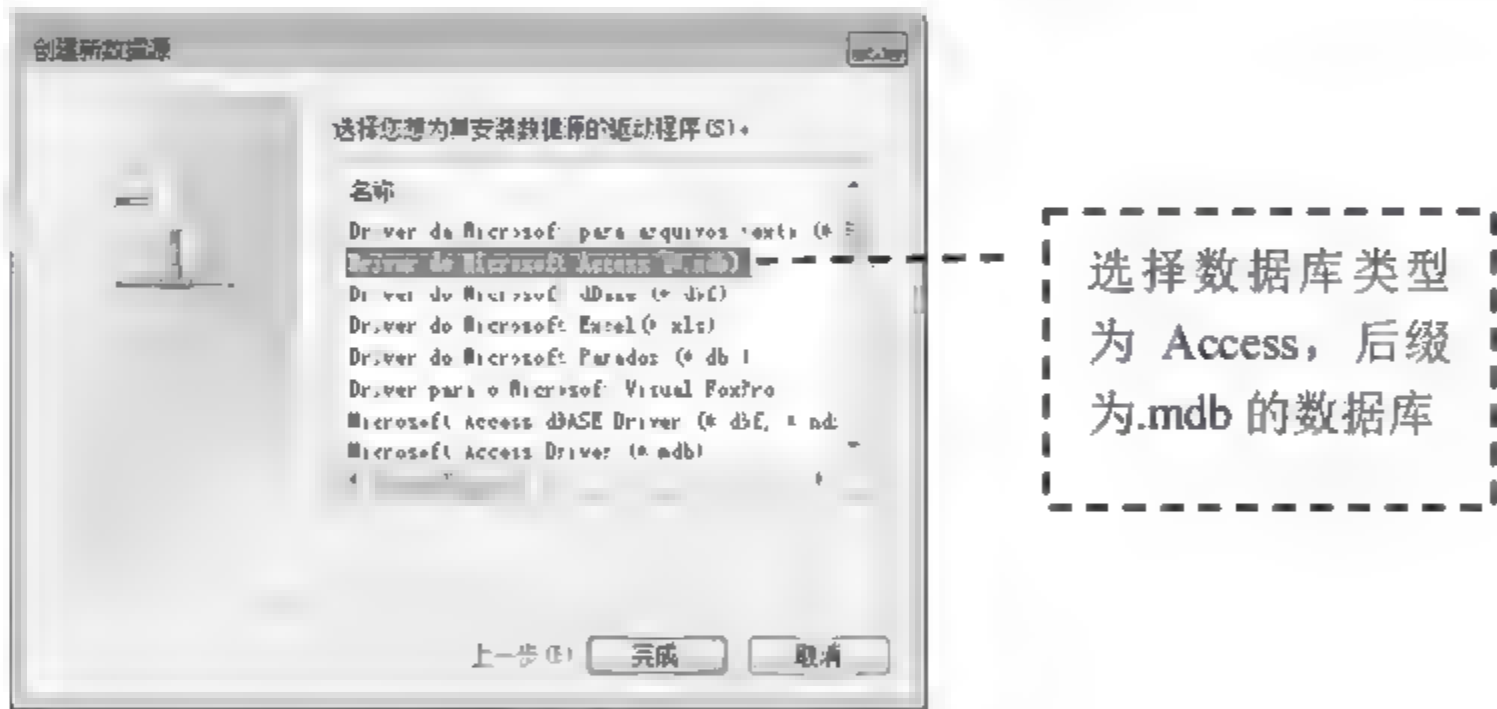 创建新数据源
选择您想为其安装数据源的驱动程序(S)。
名称
Driver da Microsoft para arquivos texto (*
Driver do Microsoft Access (*.mdb)
Driver do Microsoft dBase (*.dbf)
Driver do Microsoft Excel(*.xls)
Driver do Microsoft Paradox (*.db )
Driver para o Microsoft Visual FoxPro
Microsoft Access dBASE Driver (*.dbf, *.nd
Microsoft Access Driver (*.mdb)
上一步(B) 完成 取消
选择数据库类型
为 Access，后缀
为.mdb 的数据库